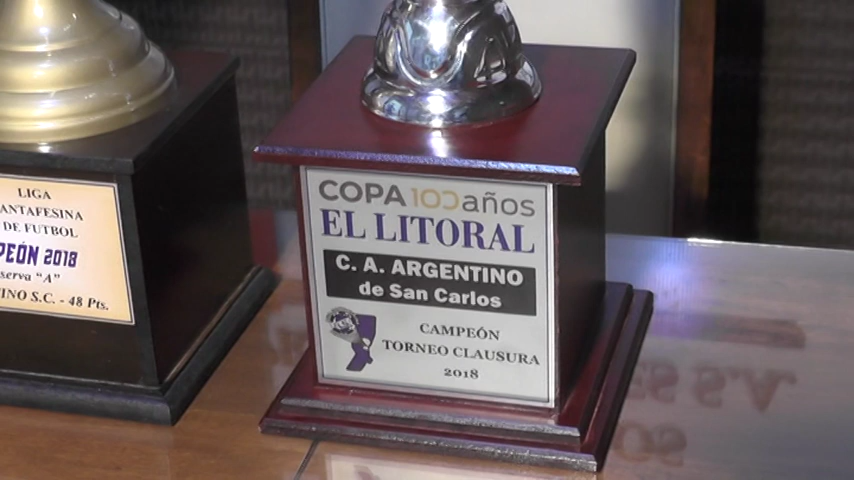 LIGA
ANTAFESINA
DE FUTBOL
PEÓN 2018
serva "A"
TINO S.C. - 48 Pts.
COPA 100 años
EL LITORAL
C. A. ARGENTINO
de San Carlos
CAMPEÓN
TORNEO CLAUSURA
2018